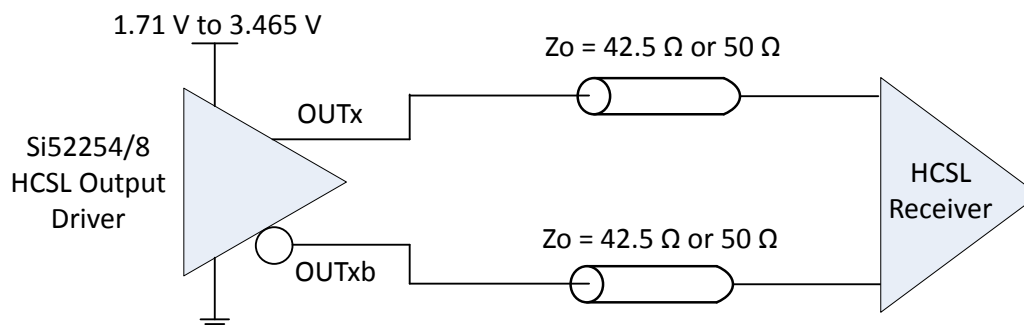 1.71 V to 3.465 V
Zo = 42.5 Ω or 50 Ω
OUTx
Si52254/8
HCSL Output
Driver
HCSL
Receiver
Zo = 42.5 Ω or 50 Ω
OUTxb